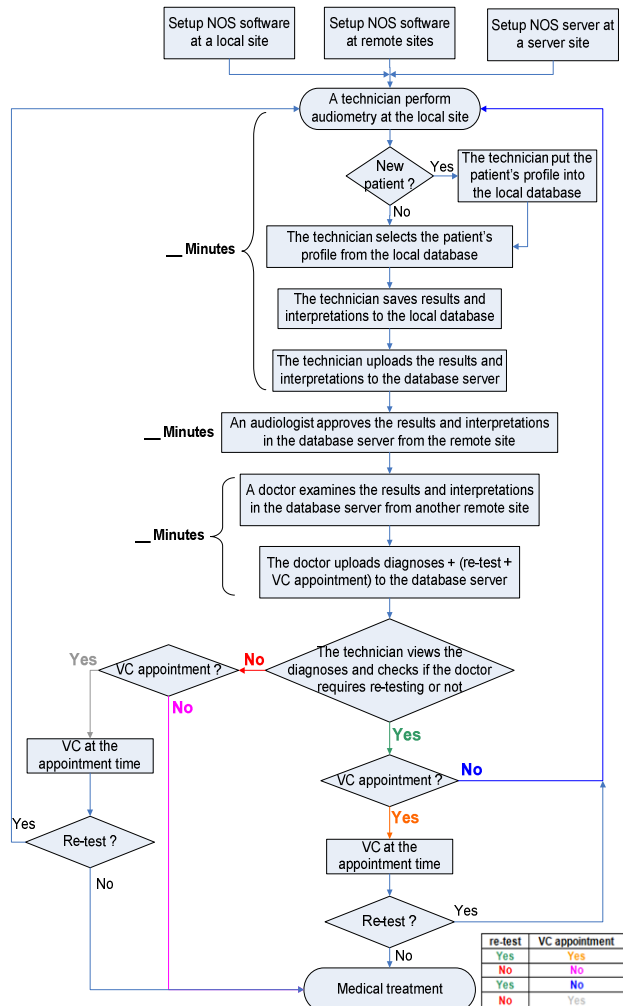 Setup NOS software
at a local site
Setup NOS software
at remote sites
Setup NOS server at
a server site
A technician perform
audiometry at the local site
New
patient ?
Yes
The technician put the
patient's profile into
the local database
No
The technician selects the patient's
profile from the local database
__ Minutes
The technician saves results and
interpretations to the local database
The technician uploads the results and
interpretations to the database server
__ Minutes
An audiologist approves the results and interpretations
in the database server from the remote site
A doctor examines the results and interpretations
in the database server from another remote site
__ Minutes
The doctor uploads diagnoses + (re-test +
VC appointment) to the database server
The technician views the
diagnoses and checks if the doctor
requires re-testing or not
No
VC appointment ?
Yes
No
Yes
VC at the
appointment time
VC appointment ?
No
Yes
Re-test ?
Yes
No
VC at the
appointment time
Re-test ?
Yes
No
Medical treatment
re-test VC appointment
Yes Yes
No No
Yes No
No Yes